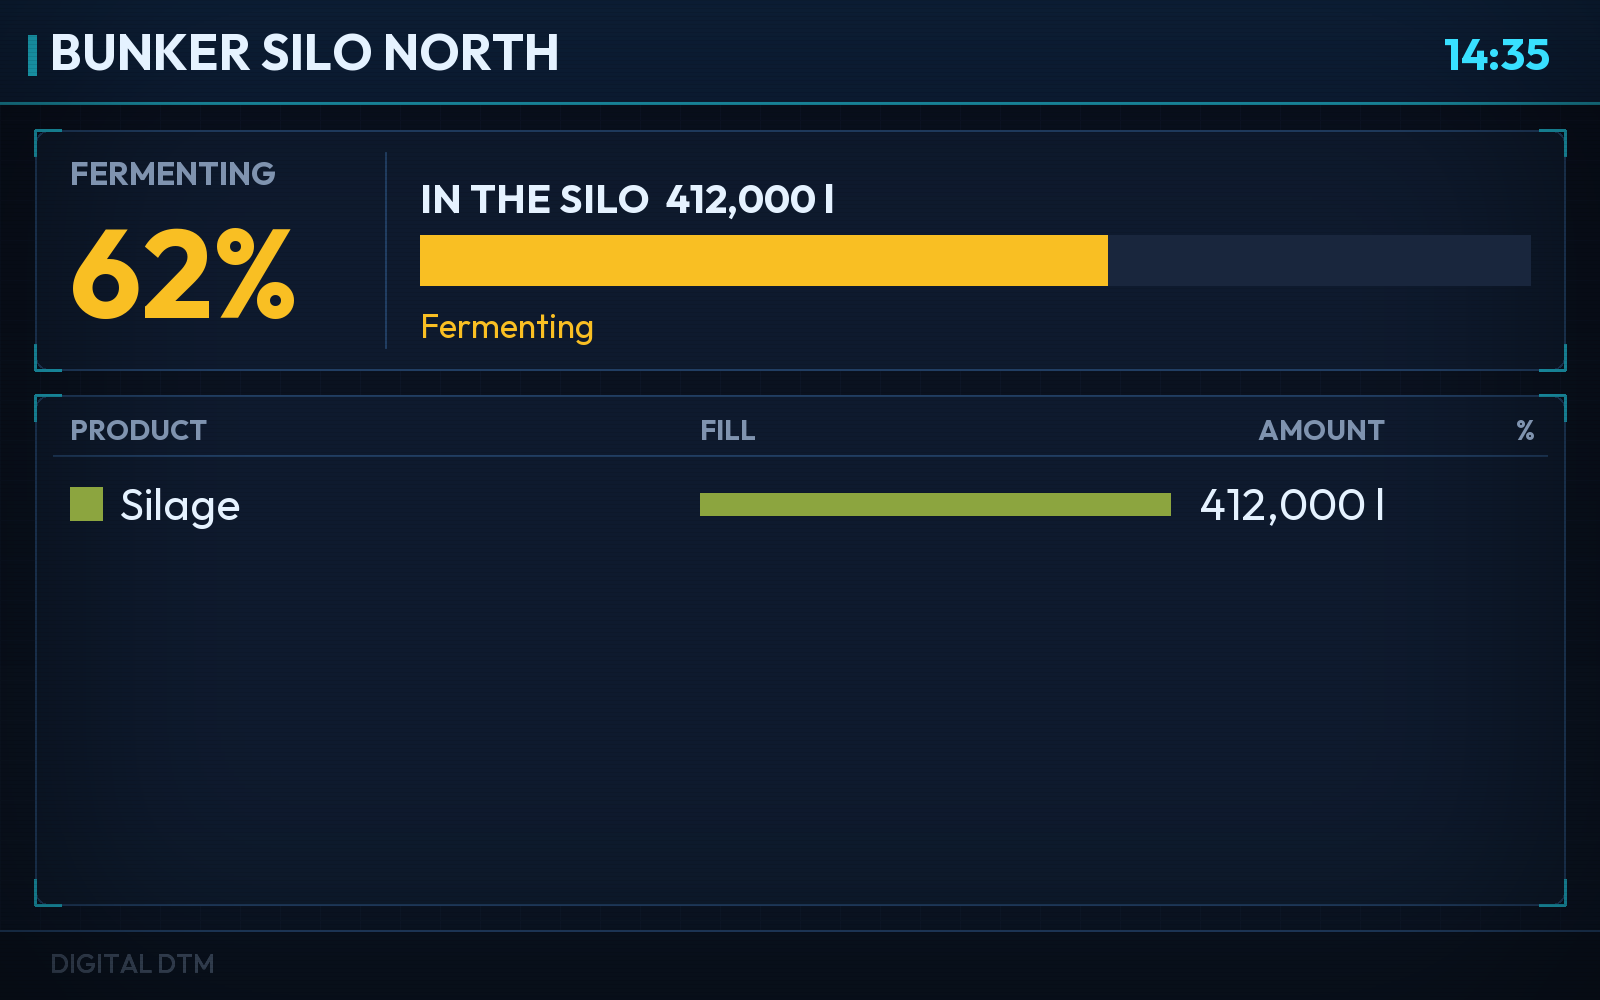 BUNKER SILO NORTH
14:35
FERMENTING
62%
IN THE SILO 412,000 l
Fermenting
PRODUCT FILL AMOUNT %
Silage 412,000 l
DIGITAL DTM